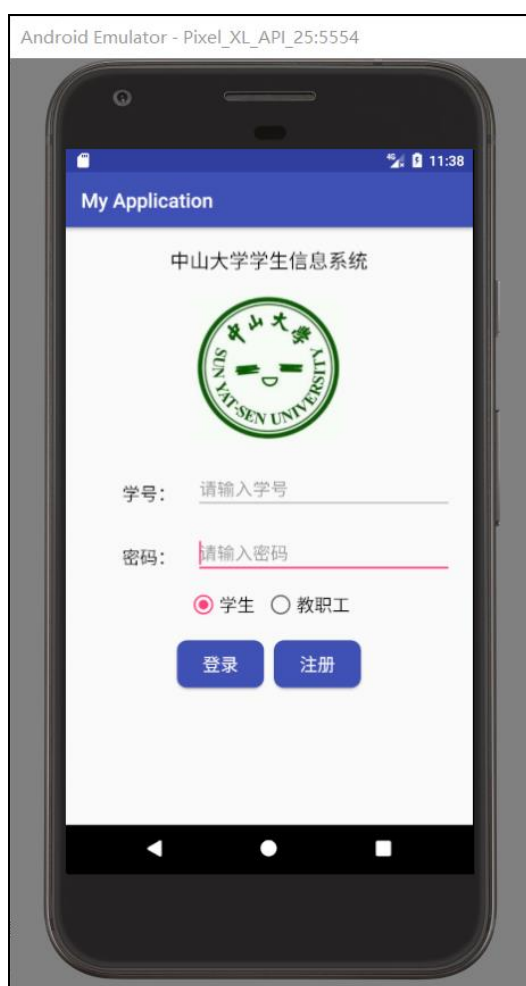 Android Emulator - Pixel_XL_API_25:5554
4G 11:38
My Application
中山大学学生信息系统
中山大学
SUN YAT-SEN UNIVERSITY
学号： 请输入学号
密码： 请输入密码
学生 教职工
登录 注册